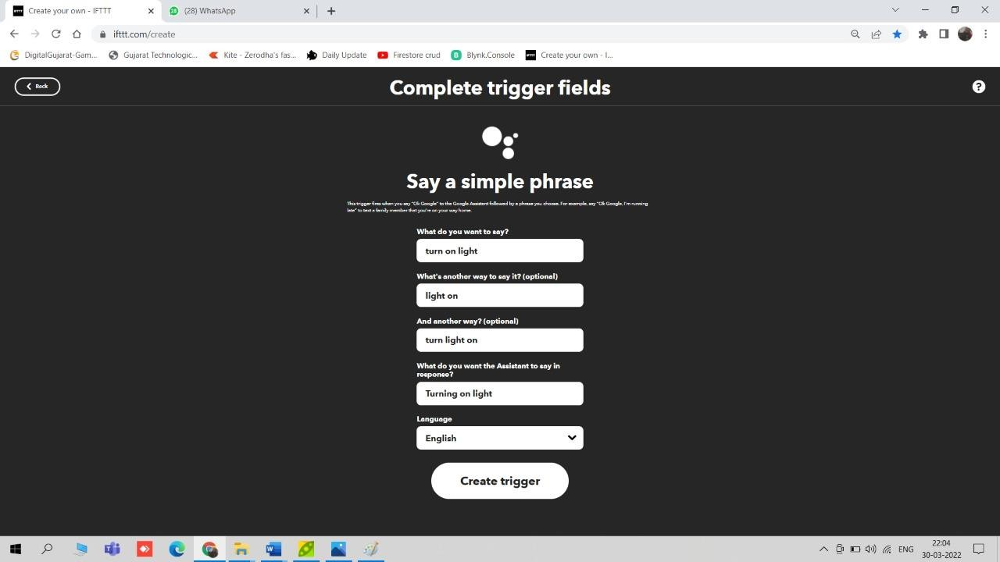 Create your own - IFTTT
(28) WhatsApp
ifttt.com/create
DigitalGujarat-Gam...
Gujarat Technologic...
Kite - Zerodha's fas...
Daily Update
Firestore crud
Blynk.Console
Create your own - I...
Back
Complete trigger fields
?
Say a simple phrase
This trigger fires when you say "Ok Google" to the Google Assistant followed by a phrase you choose. For example, say "Ok Google, I'm running
late" to text a family member that you're on your way home.
What do you want to say?
turn on light
What's another way to say it? (optional)
light on
And another way? (optional)
turn light on
What do you want the Assistant to say in
response?
Turning on light
Language
English
Create trigger
ENG
22:04
30-03-2022